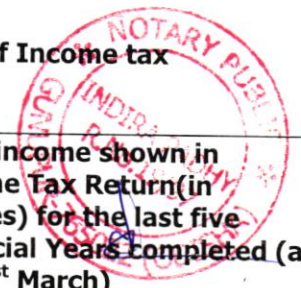 f Income tax
income shown in
ne Tax Return(in
es) for the last five
cial Years completed (a
st March)
NOTARY PUBLIC